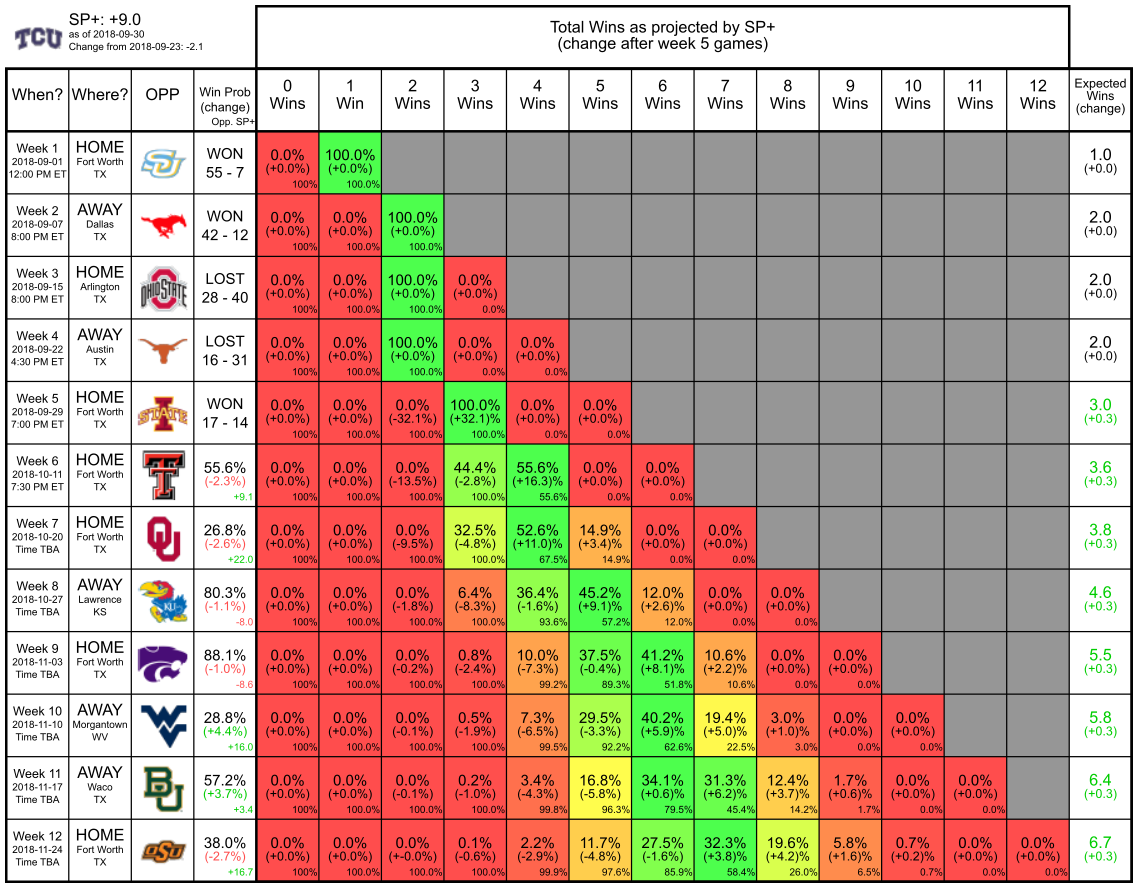 TCU
SP+: +9.0
as of 2018-09-30
Change from 2018-09-23: -2.1
Total Wins as projected by SP+
(change after week 5 games)
When? Where? OPP Win Prob (change) Opp. SP+ 0 Wins 1 Win 2 Wins 3 Wins 4 Wins 5 Wins 6 Wins 7 Wins 8 Wins 9 Wins 10 Wins 11 Wins 12 Wins Expected Wins (change)
Week 1 HOME WON 0.0% 100.0% 1.0
2018-09-01 Fort Worth SU (+0.0%) (+0.0%) (+0.0)
12:00 PM ET TX 55 - 7 100% 100.0%
Week 2 AWAY WON 0.0% 0.0% 100.0% 2.0
2018-09-07 Dallas (+0.0%) (+0.0%) (+0.0%) (+0.0)
8:00 PM ET TX 42 - 12 100% 100.0% 100.0%
Week 3 HOME LOST 0.0% 0.0% 100.0% 0.0% 2.0
2018-09-15 Arlington OHIO STATE (+0.0%) (+0.0%) (+0.0%) (+0.0%) (+0.0)
8:00 PM ET TX 28 - 40 100% 100.0% 100.0% 0.0%
Week 4 AWAY LOST 0.0% 0.0% 100.0% 0.0% 0.0% 2.0
2018-09-22 Austin (+0.0%) (+0.0%) (+0.0%) (+0.0%) (+0.0%) (+0.0)
4:30 PM ET TX 16 - 31 100% 100.0% 100.0% 0.0% 0.0%
Week 5 HOME WON 0.0% 0.0% 0.0% 100.0% 0.0% 0.0% 3.0
2018-09-29 Fort Worth I STATE (+0.0%) (+0.0%) (-32.1%) (+32.1)% (+0.0%) (+0.0%) (+0.3)
7:00 PM ET TX 17 - 14 100% 100.0% 100.0% 100.0% 0.0% 0.0%
Week 6 HOME 55.6% 0.0% 0.0% 0.0% 44.4% 55.6% 0.0% 0.0% 3.6
2018-10-11 Fort Worth TT (-2.3%) (+0.0%) (+0.0%) (-13.5%) (-2.8%) (+16.3)% (+0.0%) (+0.0%) (+0.3)
7:30 PM ET TX +9.1 100% 100.0% 100.0% 100.0% 55.6% 0.0% 0.0%
Week 7 HOME 26.8% 0.0% 0.0% 0.0% 32.5% 52.6% 14.9% 0.0% 0.0% 3.8
2018-10-20 Fort Worth OU (-2.6%) (+0.0%) (+0.0%) (-9.5%) (-4.8%) (+11.0)% (+3.4)% (+0.0%) (+0.0%) (+0.3)
Time TBA TX +22.0 100% 100.0% 100.0% 100.0% 67.5% 14.9% 0.0% 0.0%
Week 8 AWAY 80.3% 0.0% 0.0% 0.0% 6.4% 36.4% 45.2% 12.0% 0.0% 0.0% 4.6
2018-10-27 Lawrence KU (-1.1%) (+0.0%) (+0.0%) (-1.8%) (-8.3%) (-1.6%) (+9.1)% (+2.6)% (+0.0%) (+0.0%) (+0.3)
Time TBA KS -8.0 100% 100.0% 100.0% 100.0% 93.6% 57.2% 12.0% 0.0% 0.0%
Week 9 HOME 88.1% 0.0% 0.0% 0.0% 0.8% 10.0% 37.5% 41.2% 10.6% 0.0% 0.0% 5.5
2018-11-03 Fort Worth (-1.0%) (+0.0%) (+0.0%) (-0.2%) (-2.4%) (-7.3%) (-0.4%) (+8.1)% (+2.2)% (+0.0%) (+0.0%) (+0.3)
Time TBA TX -8.6 100% 100.0% 100.0% 100.0% 99.2% 89.3% 51.8% 10.6% 0.0% 0.0%
Week 10 AWAY 28.8% 0.0% 0.0% 0.0% 0.5% 7.3% 29.5% 40.2% 19.4% 3.0% 0.0% 0.0% 5.8
2018-11-10 Morgantown WV (+4.4%) (+0.0%) (+0.0%) (-0.1%) (-1.9%) (-6.5%) (-3.3%) (+5.9)% (+5.0)% (+1.0)% (+0.0%) (+0.0%) (+0.3)
Time TBA WV +16.0 100% 100.0% 100.0% 100.0% 99.5% 92.2% 62.6% 22.5% 3.0% 0.0% 0.0%
Week 11 AWAY 57.2% 0.0% 0.0% 0.0% 0.2% 3.4% 16.8% 34.1% 31.3% 12.4% 1.7% 0.0% 0.0% 6.4
2018-11-17 Waco BU (+3.7%) (+0.0%) (+0.0%) (-0.1%) (-1.0%) (-4.3%) (-5.8%) (+0.6)% (+6.2)% (+3.7)% (+0.6)% (+0.0%) (+0.0%) (+0.3)
Time TBA TX +3.4 100% 100.0% 100.0% 100.0% 99.8% 96.3% 79.5% 45.4% 14.2% 1.7% 0.0% 0.0%
Week 12 HOME 38.0% 0.0% 0.0% 0.0% 0.1% 2.2% 11.7% 27.5% 32.3% 19.6% 5.8% 0.7% 0.0% 0.0% 6.7
2018-11-24 Fort Worth OSU (-2.7%) (+0.0%) (+0.0%) (+-0.0%) (-0.6%) (-2.9%) (-4.8%) (-1.6%) (+3.8)% (+4.2)% (+1.6)% (+0.2)% (+0.0%) (+0.0%) (+0.3)
Time TBA TX +16.7 100% 100.0% 100.0% 100.0% 99.9% 97.6% 85.9% 58.4% 26.0% 6.5% 0.7% 0.0% 0.0%